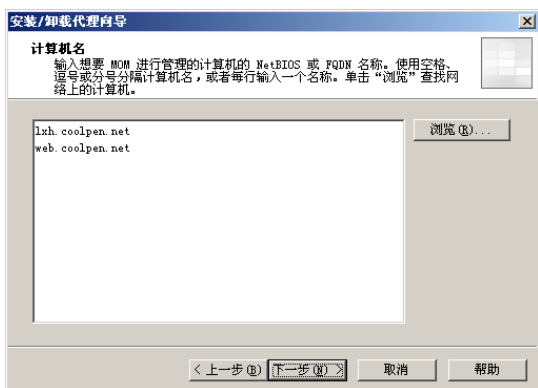 安装/卸载代理向导
计算机名
输入想要 MOM 进行管理的计算机的 NetBIOS 或 FQDN 名称。使用空格、
逗号或分号分隔计算机名，或者每行输入一个名称。单击“浏览”查找网
络上的计算机。
lxh.coolpen.net
浏览(R)...
web.coolpen.net
< 上一步(B)
下一步(N) >
取消
帮助